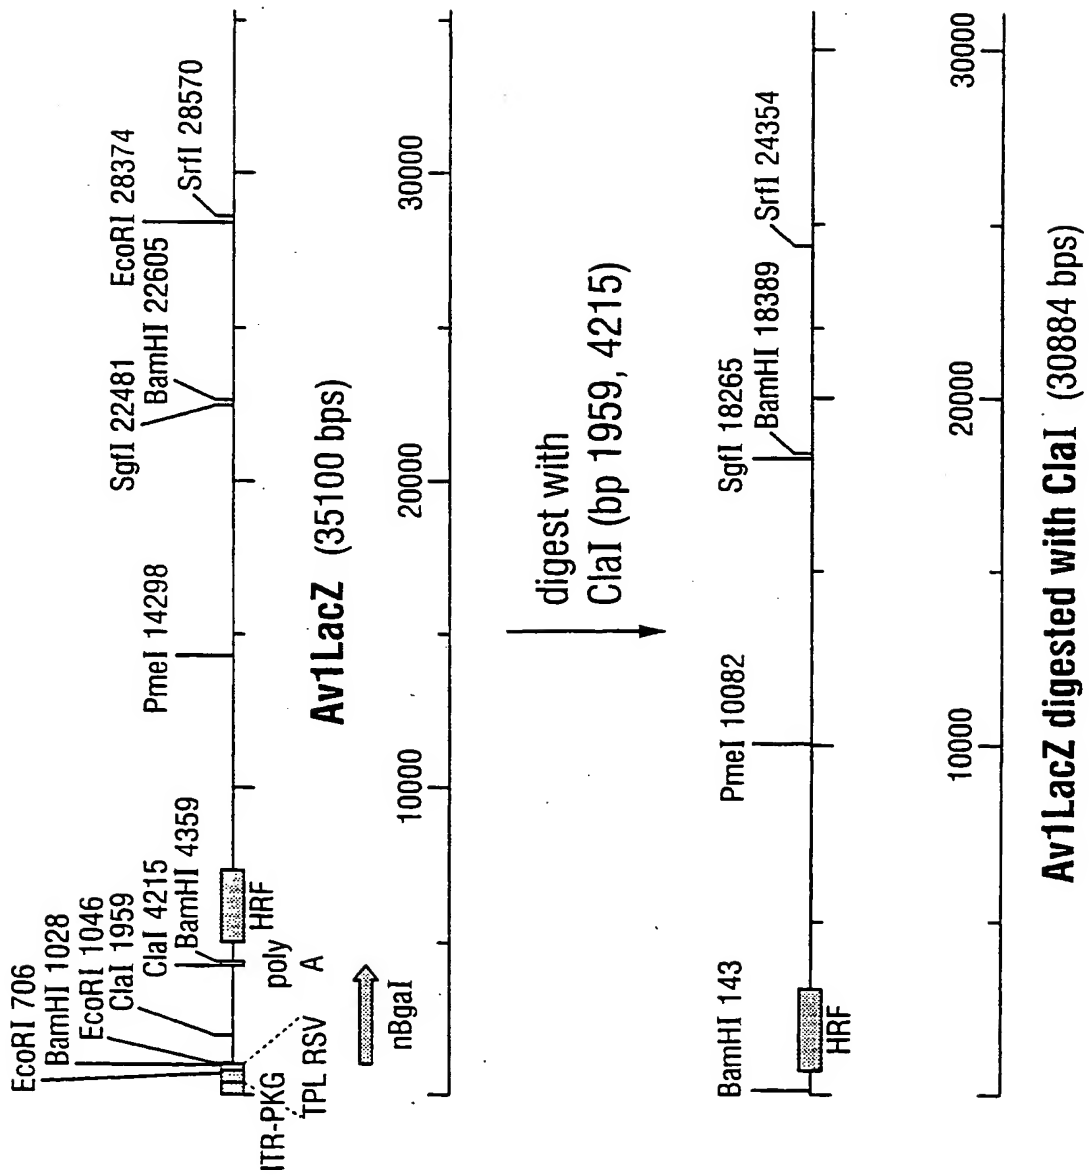 EcoRI 706
BamHI 1028
EcoRI 1046
ClaI 1959
ClaI 4215
BamHI 4359
PmeI 14298
SgfI 22481
BamHI 22605
EcoRI 28374
SrfI 28570
ITR-PKG
TPL RSV
poly
A
HRF
nBgaI
Av1LacZ (35100 bps)
10000
20000
30000
digest with
ClaI (bp 1959, 4215)
BamHI 143
PmeI 10082
SgfI 18265
BamHI 18389
SrfI 24354
HRF
10000
20000
30000
Av1LacZ digested with ClaI (30884 bps)